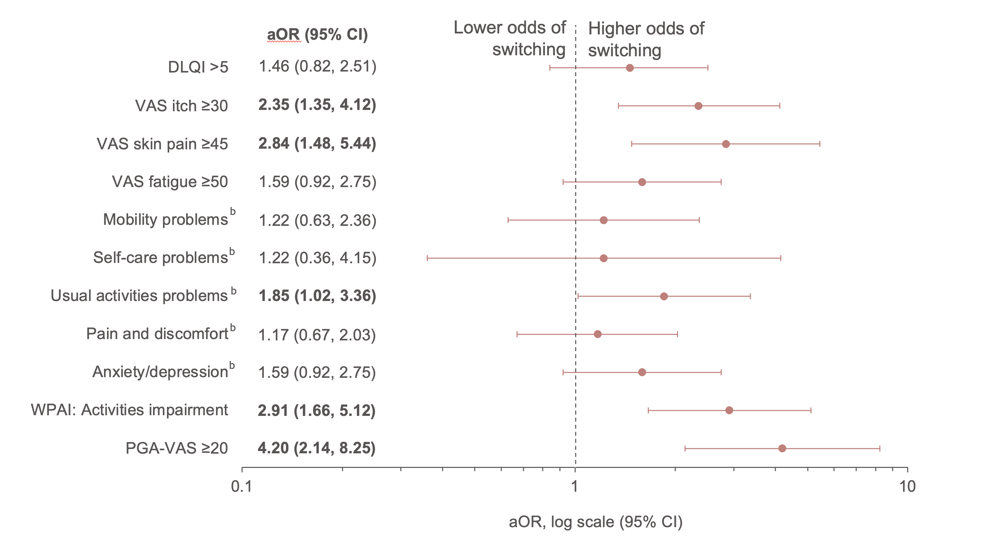 aOR (95% CI)
Lower odds of
switching
Higher odds of
switching
DLQI >5 1.46 (0.82, 2.51)
VAS itch ≥30 2.35 (1.35, 4.12)
VAS skin pain ≥45 2.84 (1.48, 5.44)
VAS fatigue ≥50 1.59 (0.92, 2.75)
Mobility problems b 1.22 (0.63, 2.36)
Self-care problems b 1.22 (0.36, 4.15)
Usual activities problems b 1.85 (1.02, 3.36)
Pain and discomfort b 1.17 (0.67, 2.03)
Anxiety/depression b 1.59 (0.92, 2.75)
WPAI: Activities impairment 2.91 (1.66, 5.12)
PGA-VAS ≥20 4.20 (2.14, 8.25)
0.1 1 10
aOR, log scale (95% CI)